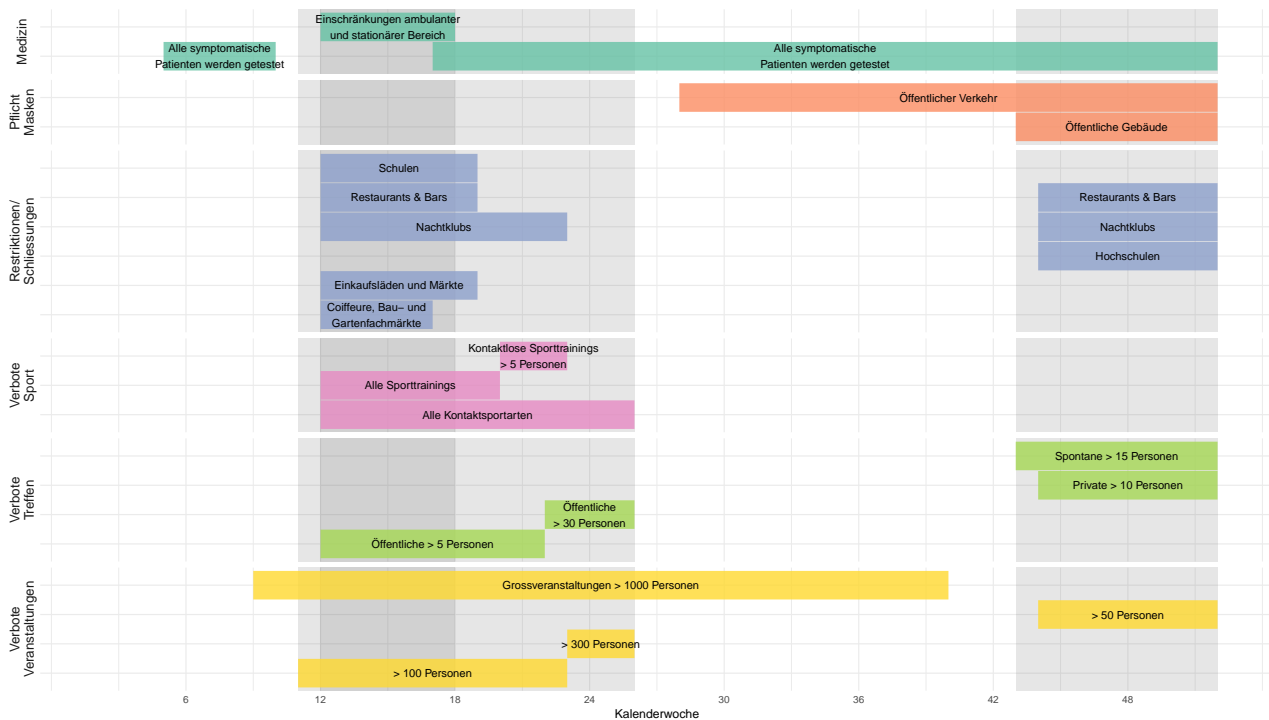 Medizin
Einschränkungen ambulanter
und stationärer Bereich
Alle symptomatische
Patienten werden getestet
Alle symptomatische
Patienten werden getestet
Pflicht
Masken
Öffentlicher Verkehr
Öffentliche Gebäude
Restriktionen/
Schliessungen
Schulen
Restaurants & Bars
Restaurants & Bars
Nachtklubs
Nachtklubs
Hochschulen
Einkaufsläden und Märkte
Coiffeure, Bau− und
Gartenfachmärkte
Verbote
Sport
Kontaktlose Sporttrainings
> 5 Personen
Alle Sporttrainings
Alle Kontaktsportarten
Verbote
Treffen
Spontane > 15 Personen
Private > 10 Personen
Öffentliche
> 30 Personen
Öffentliche > 5 Personen
Verbote
Veranstaltungen
Grossveranstaltungen > 1000 Personen
> 50 Personen
> 300 Personen
> 100 Personen
6 12 18 24 30 36 42 48
Kalenderwoche